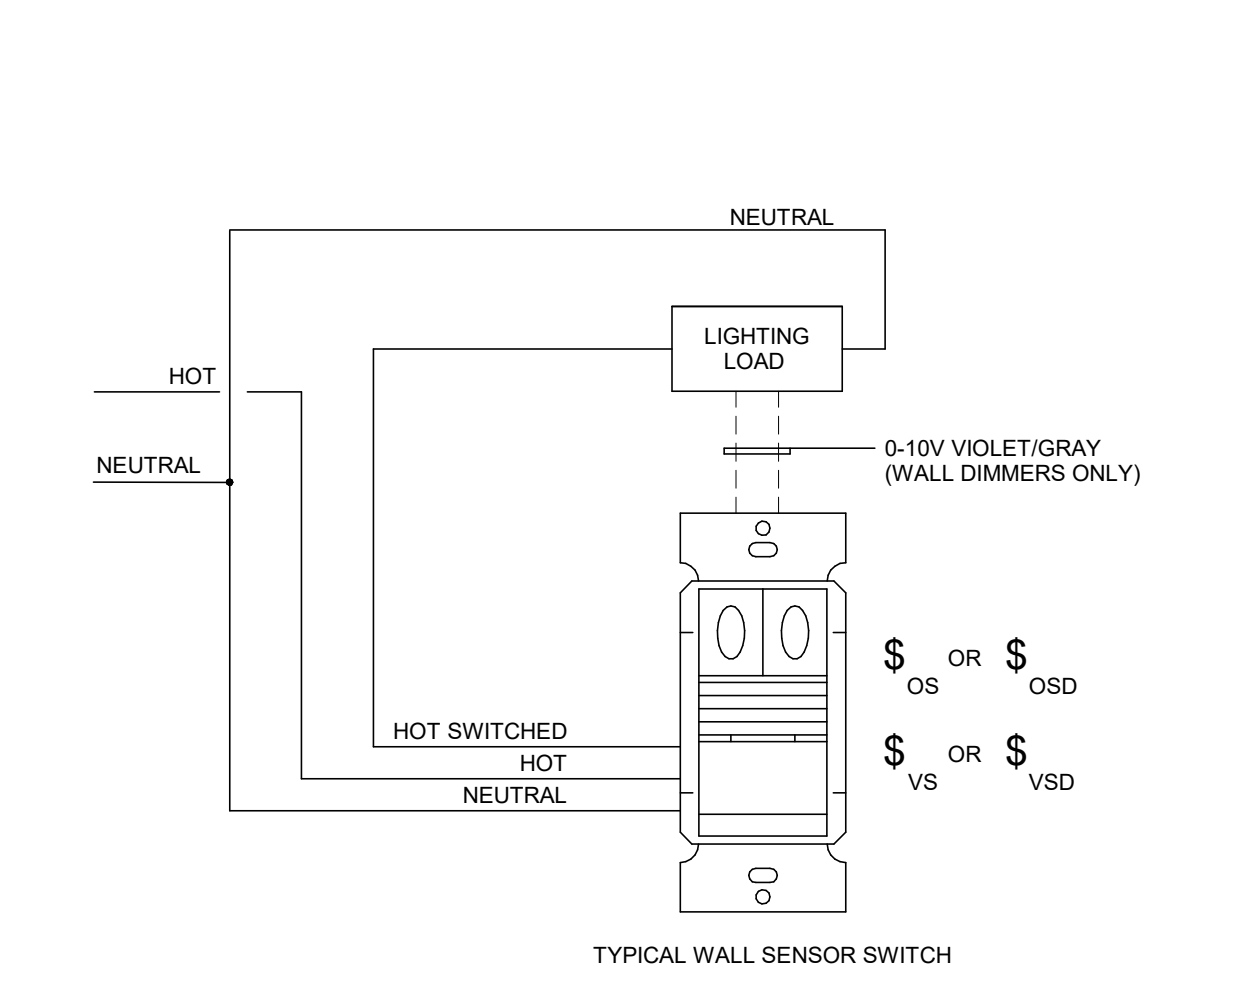 NEUTRAL
LIGHTING
LOAD
HOT
0-10V VIOLET/GRAY
(WALL DIMMERS ONLY)
NEUTRAL
$OS OR $OSD
HOT SWITCHED
$VS OR $VSD
HOT
NEUTRAL
TYPICAL WALL SENSOR SWITCH